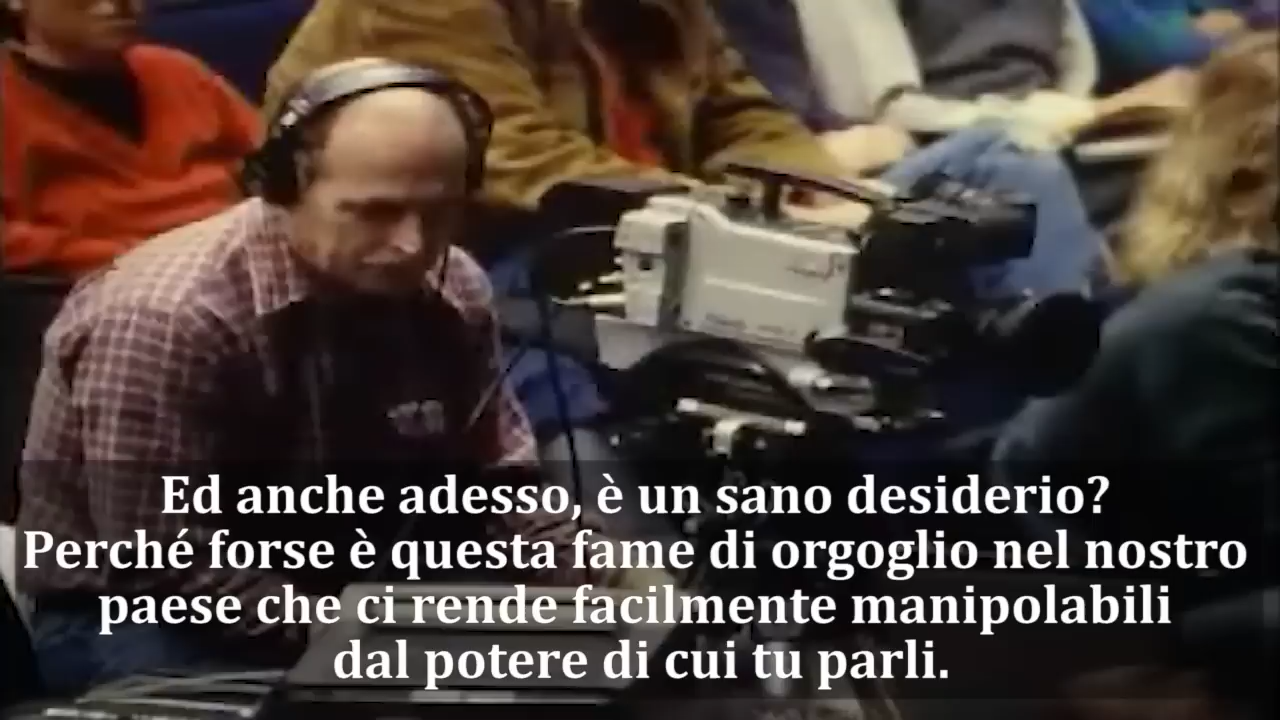 Ed anche adesso, è un sano desiderio?
Perché forse è questa fame di orgoglio nel nostro
paese che ci rende facilmente manipolabili
dal potere di cui tu parli.